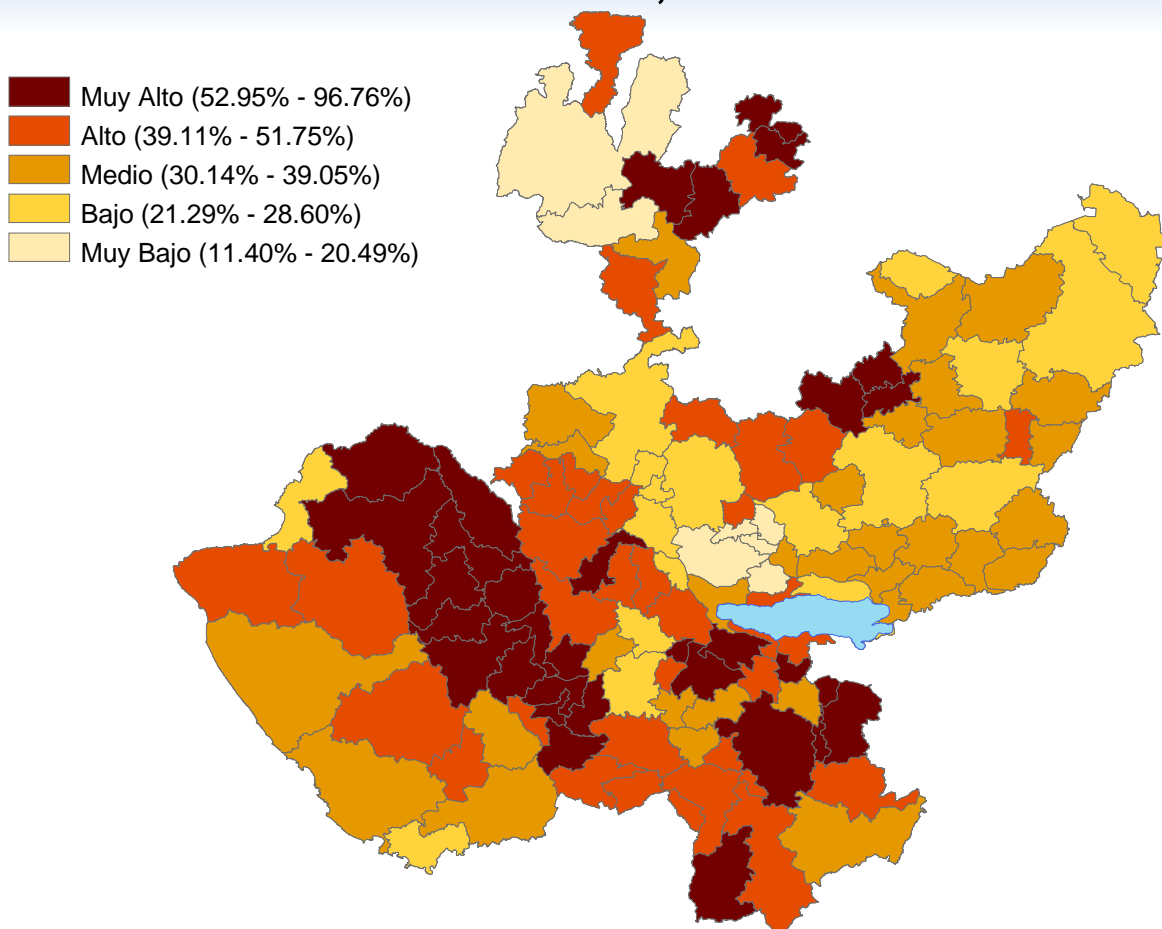 Muy Alto (52.95% - 96.76%)
Alto (39.11% - 51.75%)
Medio (30.14% - 39.05%)
Bajo (21.29% - 28.60%)
Muy Bajo (11.40% - 20.49%)